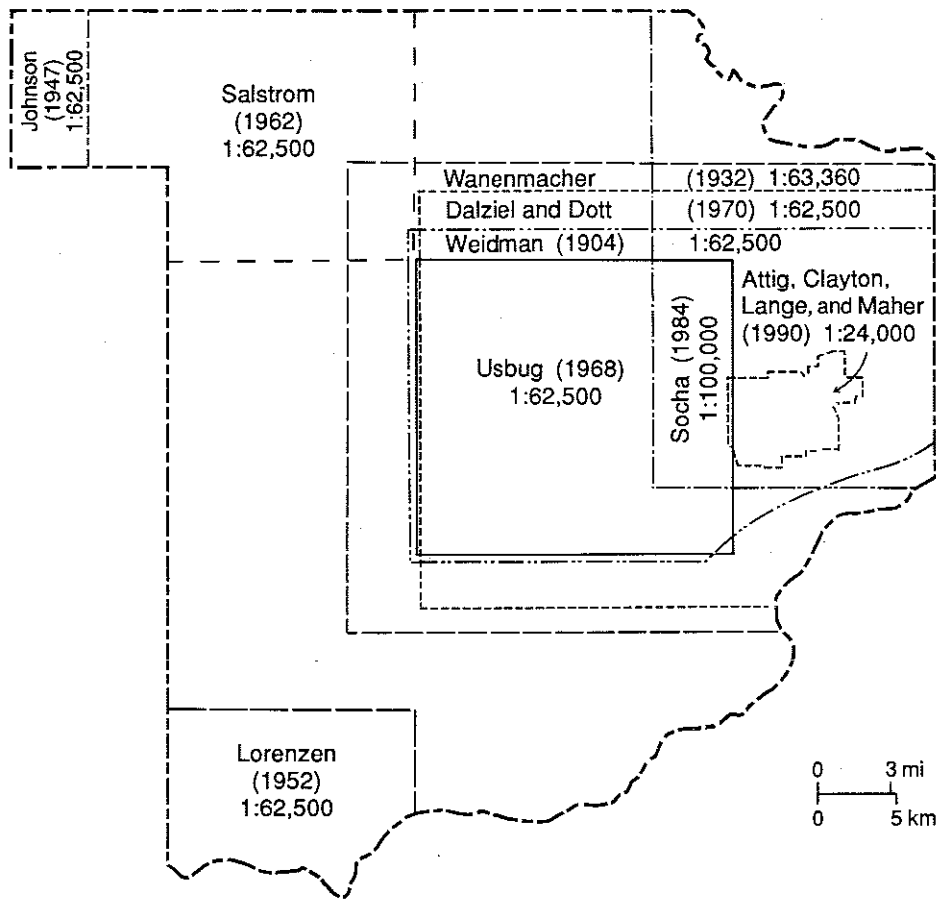 Johnson
(1947)
1:62,500
Salstrom
(1962)
1:62,500
Wanenmacher (1932) 1:63,360
Dalziel and Dott (1970) 1:62,500
Weidman (1904) 1:62,500
Attig, Clayton,
Lange, and Maher
(1990) 1:24,000
Usbug (1968)
1:62,500
Socha (1984)
1:100,000
Lorenzen
(1952)
1:62,500
0 3 mi
0 5 km